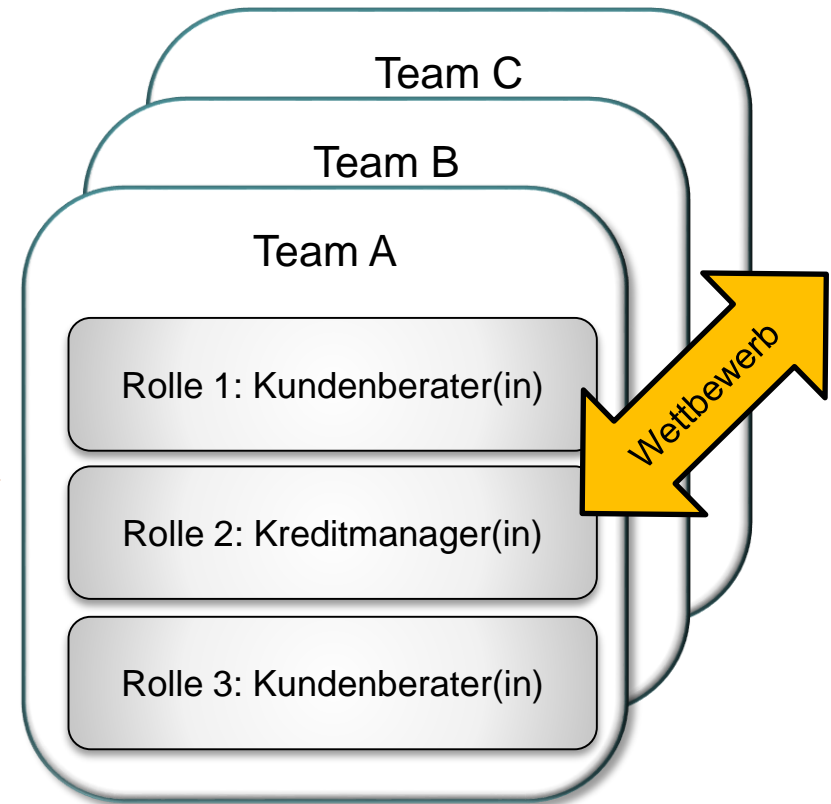 Team C
Team B
Team A
Rolle 1: Kundenberater(in)
Wettbewerb
Rolle 2: Kreditmanager(in)
Rolle 3: Kundenberater(in)